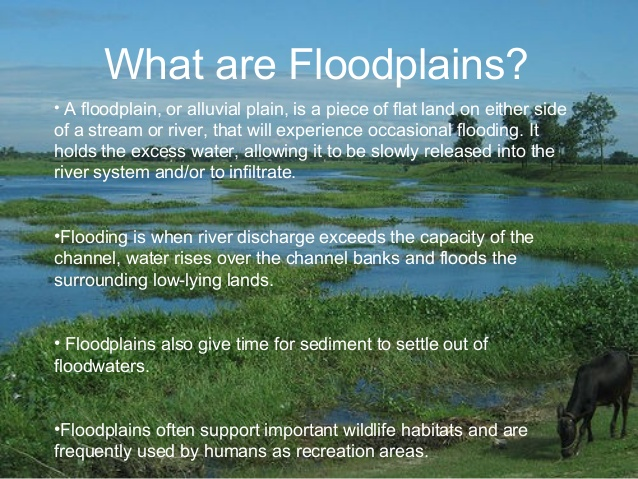 What are Floodplains?
• A floodplain, or alluvial plain, is a piece of flat land on either side
of a stream or river, that will experience occasional flooding. It
holds the excess water, allowing it to be slowly released into the
river system and/or to infiltrate.
•Flooding is when river discharge exceeds the capacity of the
channel, water rises over the channel banks and floods the
surrounding low-lying lands.
• Floodplains also give time for sediment to settle out of
floodwaters.
•Floodplains often support important wildlife habitats and are
frequently used by humans as recreation areas.